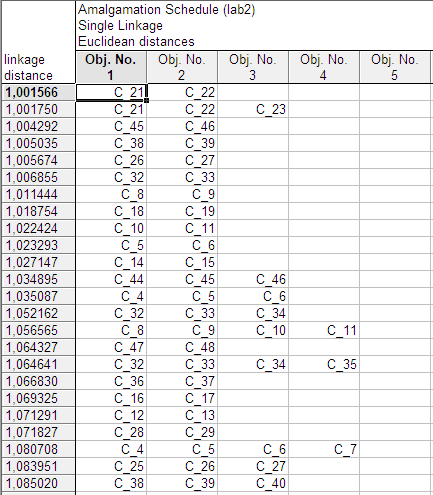 Amalgamation Schedule (lab2)
Single Linkage
Euclidean distances
linkage distance Obj. No. 1 Obj. No. 2 Obj. No. 3 Obj. No. 4 Obj. No. 5
1,001566 C_21 C_22
1,001750 C_21 C_22 C_23
1,004292 C_45 C_46
1,005035 C_38 C_39
1,005674 C_26 C_27
1,006855 C_32 C_33
1,011444 C_8 C_9
1,018754 C_18 C_19
1,022424 C_10 C_11
1,023293 C_5 C_6
1,027147 C_14 C_15
1,034895 C_44 C_45 C_46
1,035087 C_4 C_5 C_6
1,052162 C_32 C_33 C_34
1,056565 C_8 C_9 C_10 C_11
1,064327 C_47 C_48
1,064641 C_32 C_33 C_34 C_35
1,066830 C_36 C_37
1,069325 C_16 C_17
1,071291 C_12 C_13
1,071827 C_28 C_29
1,080708 C_4 C_5 C_6 C_7
1,083951 C_25 C_26 C_27
1,085020 C_38 C_39 C_40